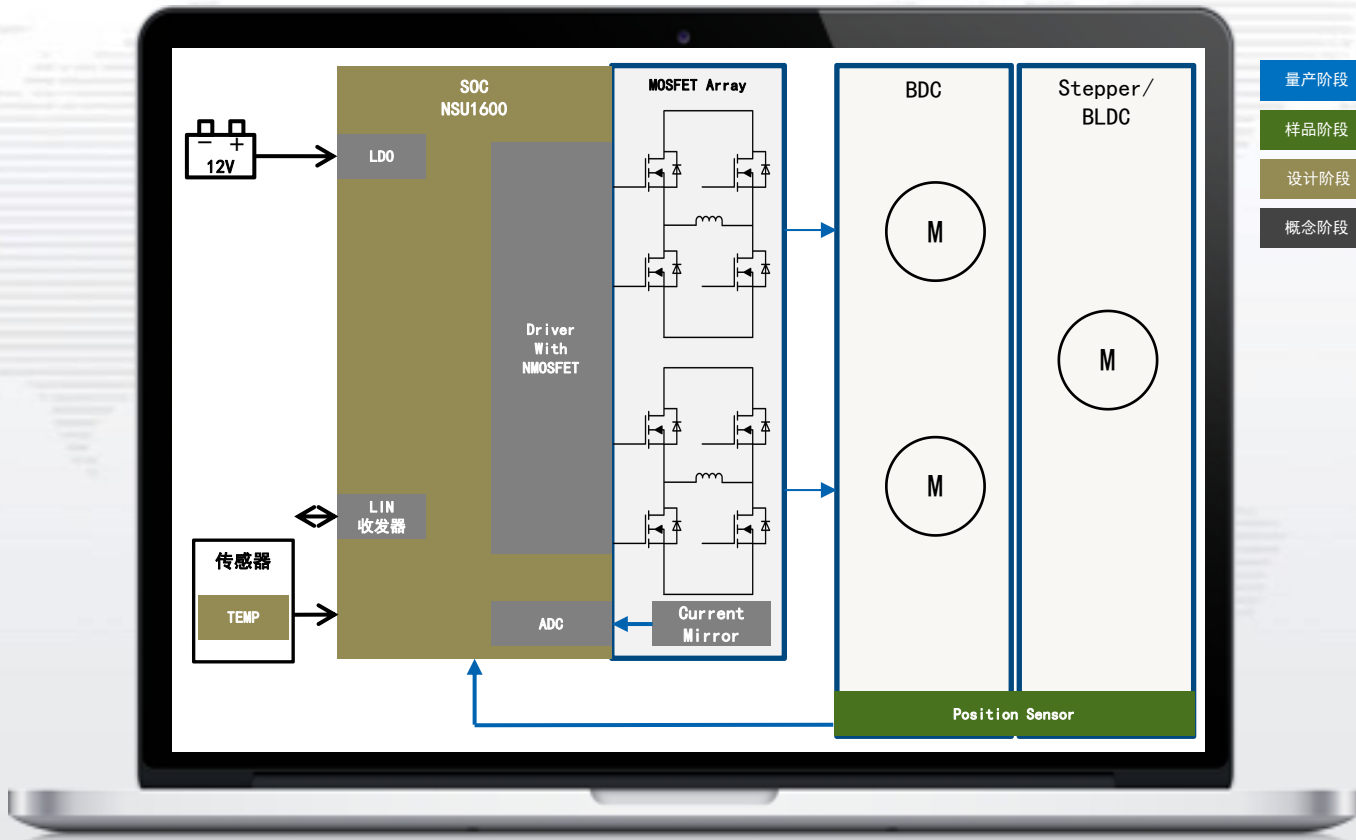 SOC
NSU1600
LDO
12V
Driver
With
NMOSFET
LIN
收发器
传感器
TEMP
ADC
MOSFET Array
Current
Mirror
BDC
M
M
Stepper/
BLDC
M
Position Sensor
量产阶段
样品阶段
设计阶段
概念阶段